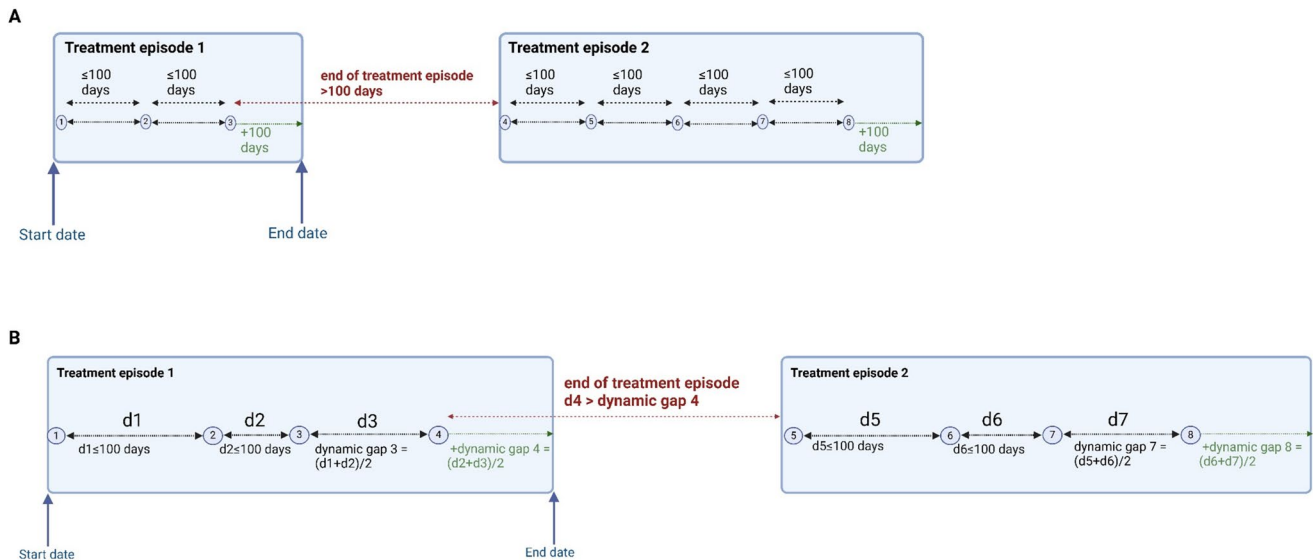 A
Treatment episode 1
≤100
days
≤100
days
1
2
3
+100
days
end of treatment episode
>100 days
Treatment episode 2
≤100
days
≤100
days
≤100
days
≤100
days
4
5
6
7
8
+100
days
Start date
End date
B
Treatment episode 1
d1
d2
d3
1
2
3
4
d1≤100 days
d2≤100 days
dynamic gap 3 =
(d1+d2)/2
+dynamic gap 4 =
(d2+d3)/2
end of treatment episode
d4 > dynamic gap 4
Treatment episode 2
d5
d6
d7
5
6
7
8
d5≤100 days
d6≤100 days
dynamic gap 7 =
(d5+d6)/2
+dynamic gap 8 =
(d6+d7)/2
Start date
End date